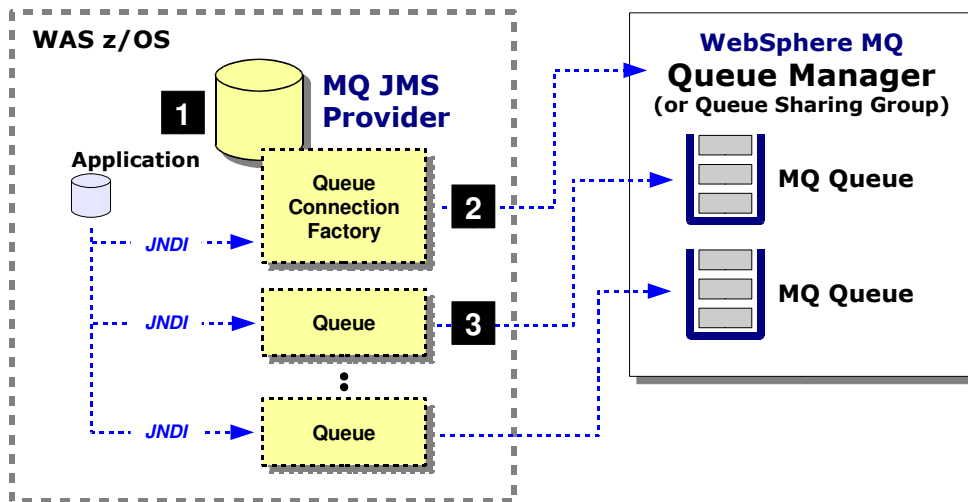 WAS z/OS
1
MQ JMS
Provider
Application
Queue
Connection
Factory
2
JNDI
Queue
3
JNDI
Queue
JNDI
WebSphere MQ
Queue Manager
(or Queue Sharing Group)
MQ Queue
MQ Queue